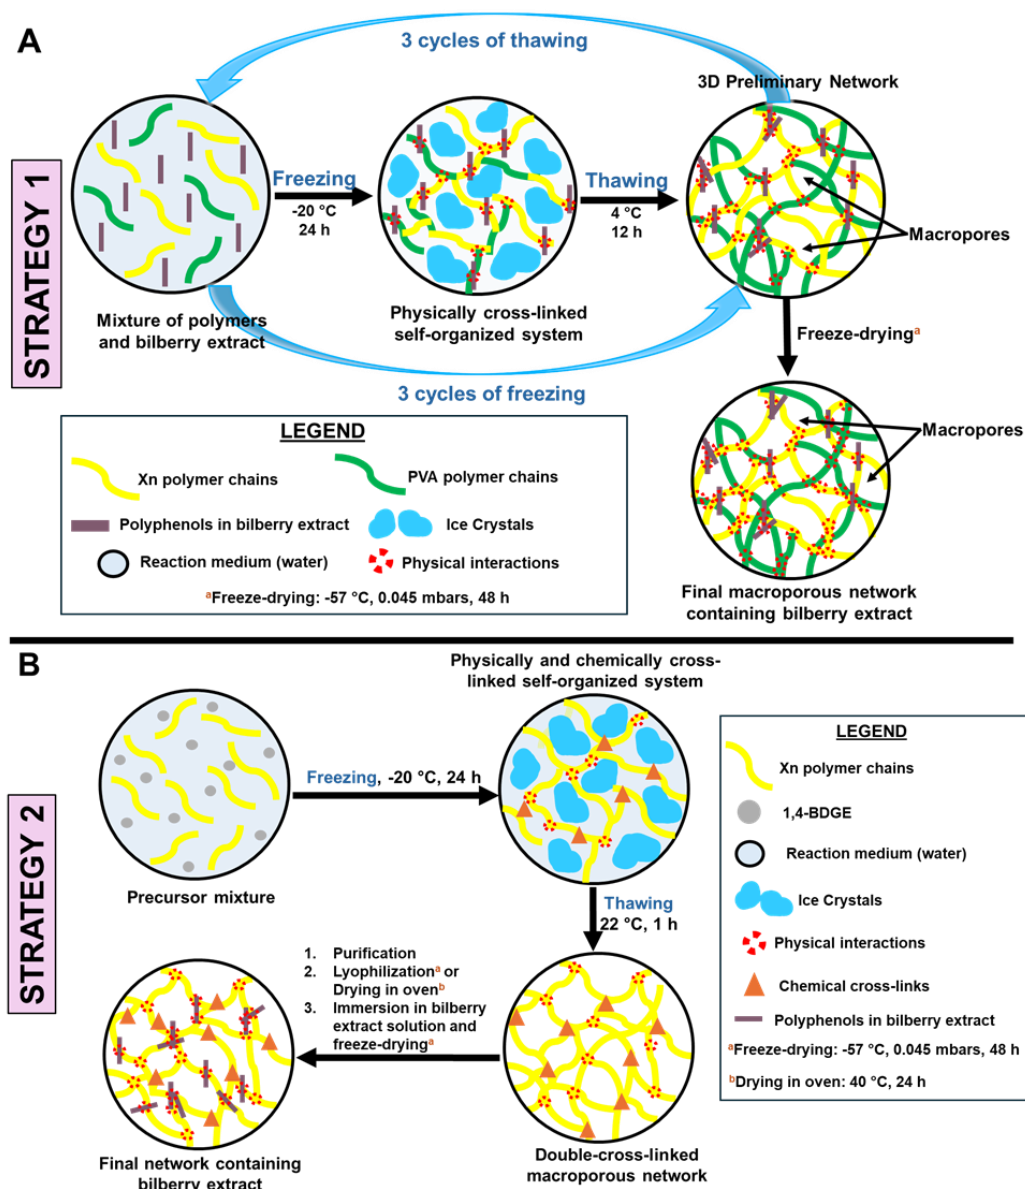 A
STRATEGY 1
3 cycles of thawing
3D Preliminary Network
Freezing
-20 °C
24 h
Thawing
4 °C
12 h
Macropores
Mixture of polymers
and bilberry extract
Physically cross-linked
self-organized system
Freeze-dryingᵃ
3 cycles of freezing
Macropores
LEGEND
Xn polymer chains
PVA polymer chains
Polyphenols in bilberry extract
Ice Crystals
Reaction medium (water)
Physical interactions
ᵃFreeze-drying: -57 °C, 0.045 mbars, 48 h
Final macroporous network
containing bilberry extract
B
STRATEGY 2
Physically and chemically cross-
linked self-organized system
Freezing, -20 °C, 24 h
Precursor mixture
Thawing
22 °C, 1 h
1. Purification
2. Lyophilizationᵃ or
Drying in ovenᵇ
3. Immersion in bilberry
extract solution and
freeze-dryingᵃ
Final network containing
bilberry extract
Double-cross-linked
macroporous network
LEGEND
Xn polymer chains
1,4-BDGE
Reaction medium (water)
Ice Crystals
Physical interactions
Chemical cross-links
Polyphenols in bilberry extract
ᵃFreeze-drying: -57 °C, 0.045 mbars, 48 h
ᵇDrying in oven: 40 °C, 24 h